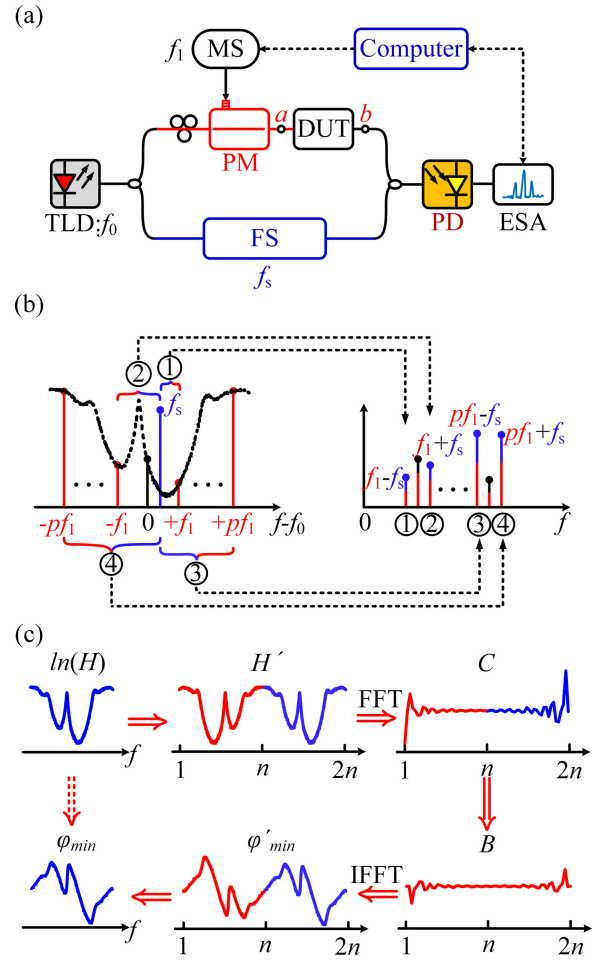 (a)
f₁ MS Computer
a DUT b
PM
TLD:f₀ FS PD ESA
fₛ
(b)
② ①
fₛ
pf₁-fₛ
f₁+fₛ pf₁+fₛ
f₁-fₛ
... ... ...
-pf₁ -f₁ 0 +f₁ +pf₁ f-f₀
0 ① ② ③ ④ f
④ ③
(c)
ln(H) H´ C
FFT
f 1 n 2n 1 n 2n
φmin φ´min B
IFFT
f 1 n 2n 1 n 2n